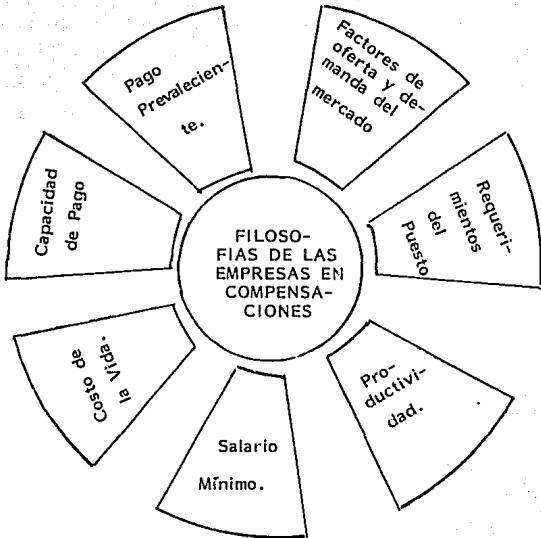 Pago
Prevalecien-
te.
Factores de
oferta y de-
manda del
mercado
Requeri-
mientos
del
Puesto
Pro-
ductivi-
dad.
Salario
Mínimo.
Costo de
la Vida.
Capacidad
de Pago
FILOSO-
FIAS DE LAS
EMPRESAS EN
COMPENSA-
CIONES